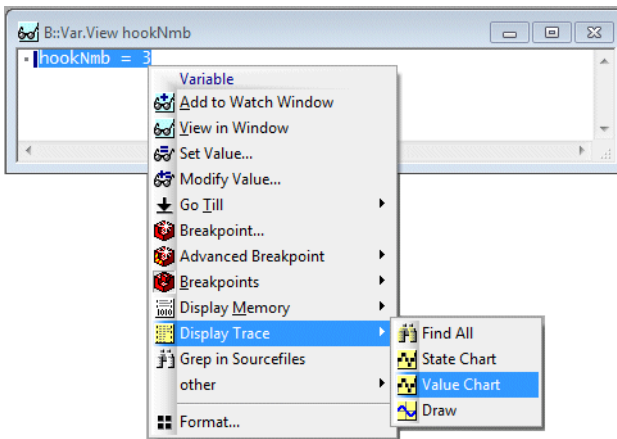 B::Var.View hookNmb
hookNmb = 3
Variable
Add to Watch Window
View in Window
Set Value...
Modify Value...
Go Till
Breakpoint...
Advanced Breakpoint
Breakpoints
Display Memory
Display Trace
Find All
Grep in Sourcefiles
State Chart
other
Value Chart
Draw
Format...